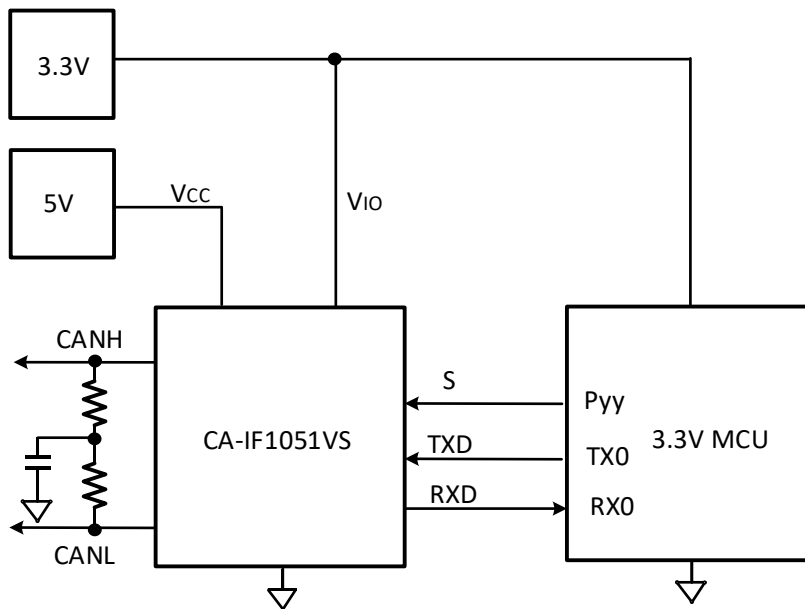 3.3V
5V
VCC
VIO
CANH
CANL
CA-IF1051VS
S
TXD
RXD
Pyy
TX0
RX0
3.3V MCU